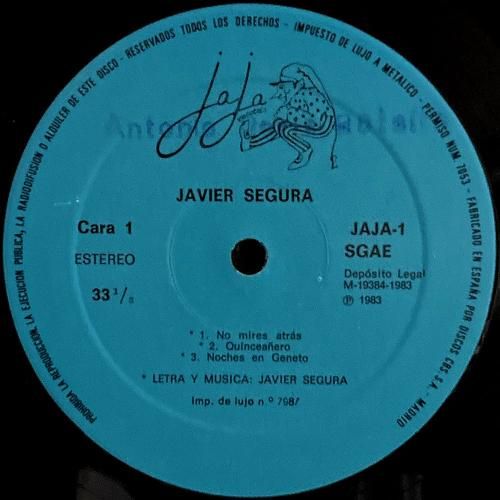 PROHIBIDA LA REPRODUCCION, LA EJECUCION PUBLICA, LA RADIODIFUSION O ALQUILER DE ESTE DISCO - RESERVADOS TODOS LOS DERECHOS - IMPUESTO DE LUJO A METALICO - PERMISO NUM. 7053 - FABRICADO EN ESPAÑA POR DISCOS CBS S.A. - MADRID
jaja
Antonio
JAVIER SEGURA
Cara 1
ESTEREO
33¹/₃
JAJA-1
SGAE
Depósito Legal
M-19384-1983
Ⓟ 1983
* 1. No mires atrás
* 2. Quinceañero
* 3. Noches en Geneto
* LETRA Y MUSICA: JAVIER SEGURA
Imp. de lujo n.º 7987